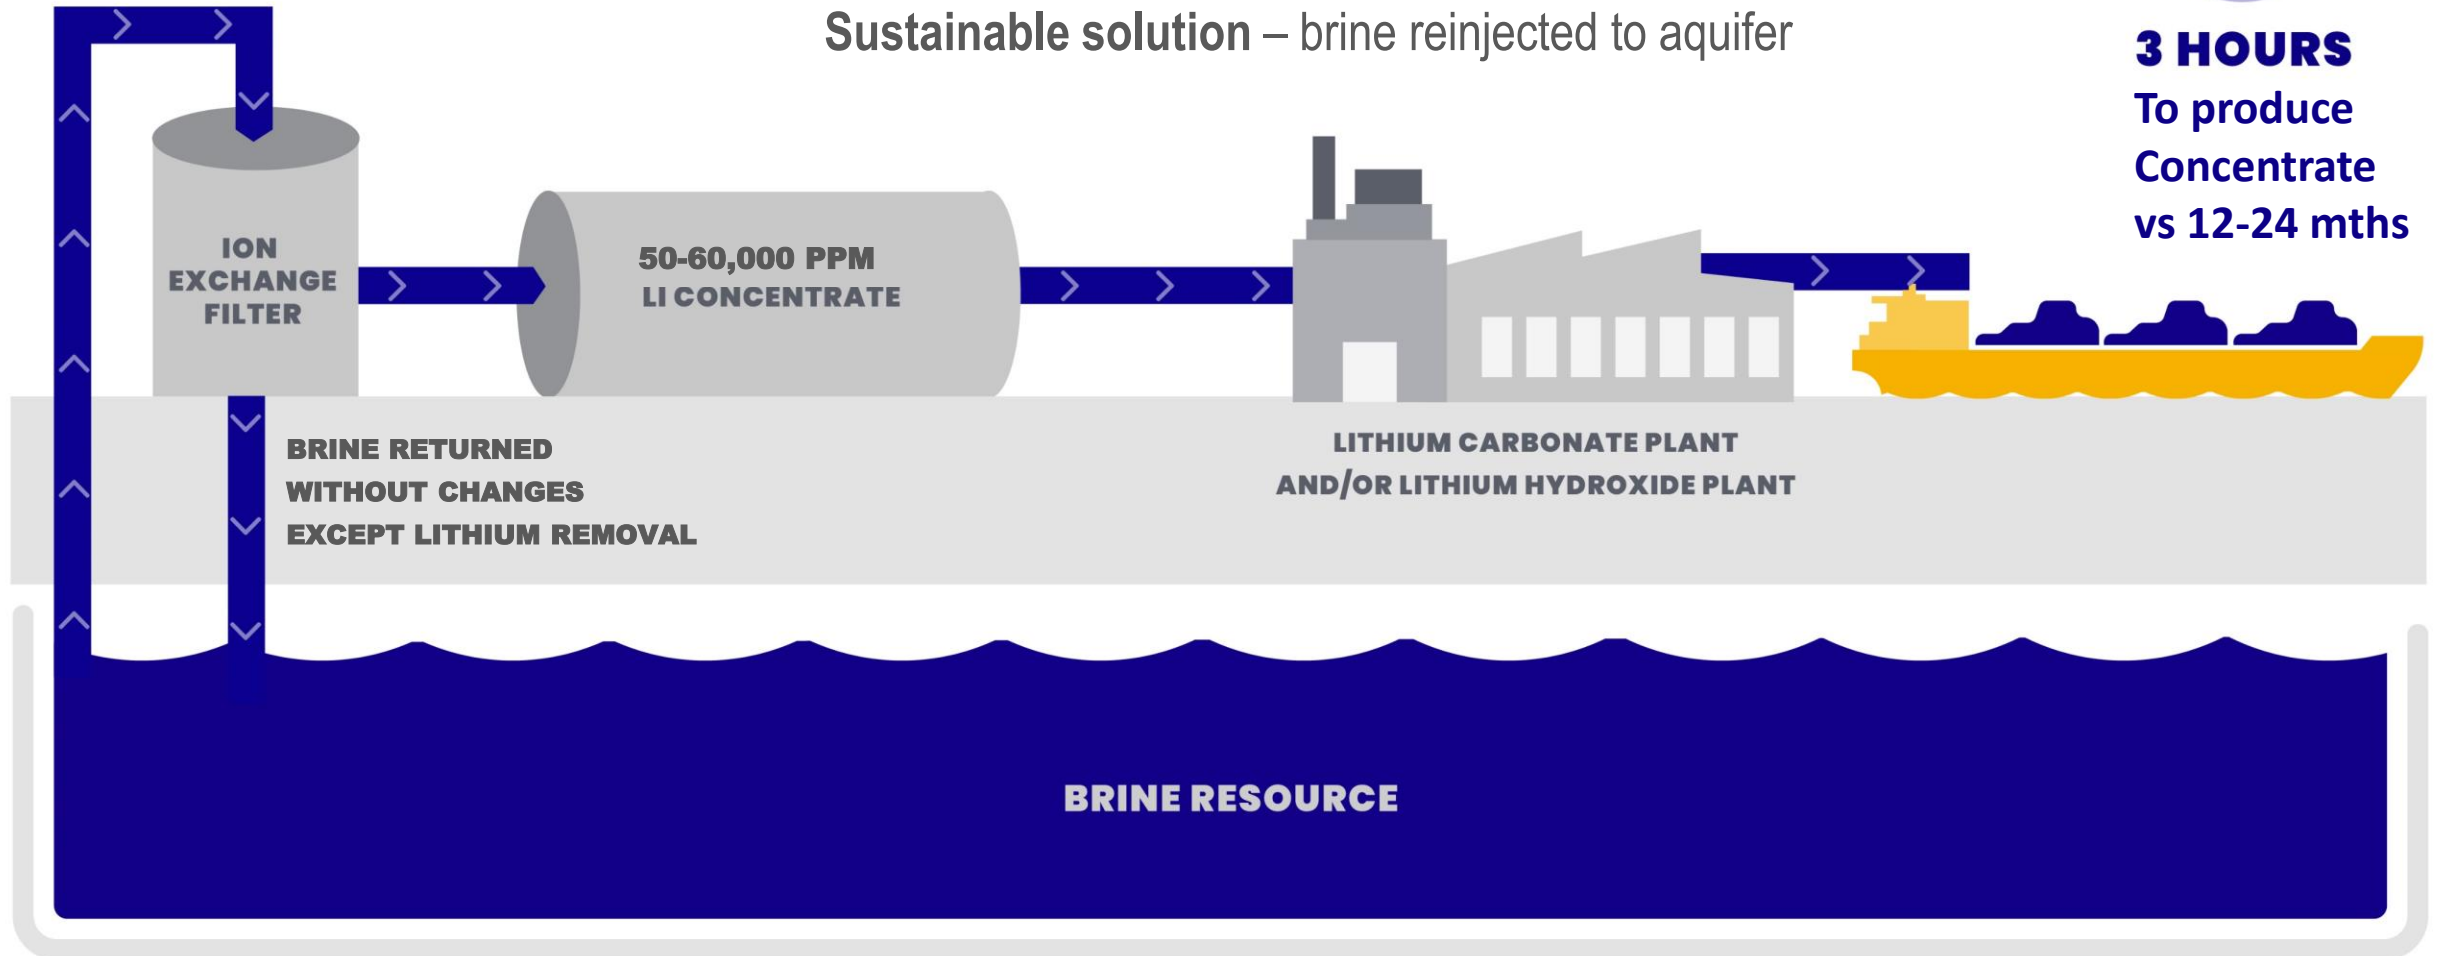 Sustainable solution – brine reinjected to aquifer
3 HOURS
To produce
Concentrate
vs 12-24 mths
ION
EXCHANGE
FILTER
50-60,000 PPM
LI CONCENTRATE
BRINE RETURNED
WITHOUT CHANGES
EXCEPT LITHIUM REMOVAL
LITHIUM CARBONATE PLANT
AND/OR LITHIUM HYDROXIDE PLANT
BRINE RESOURCE